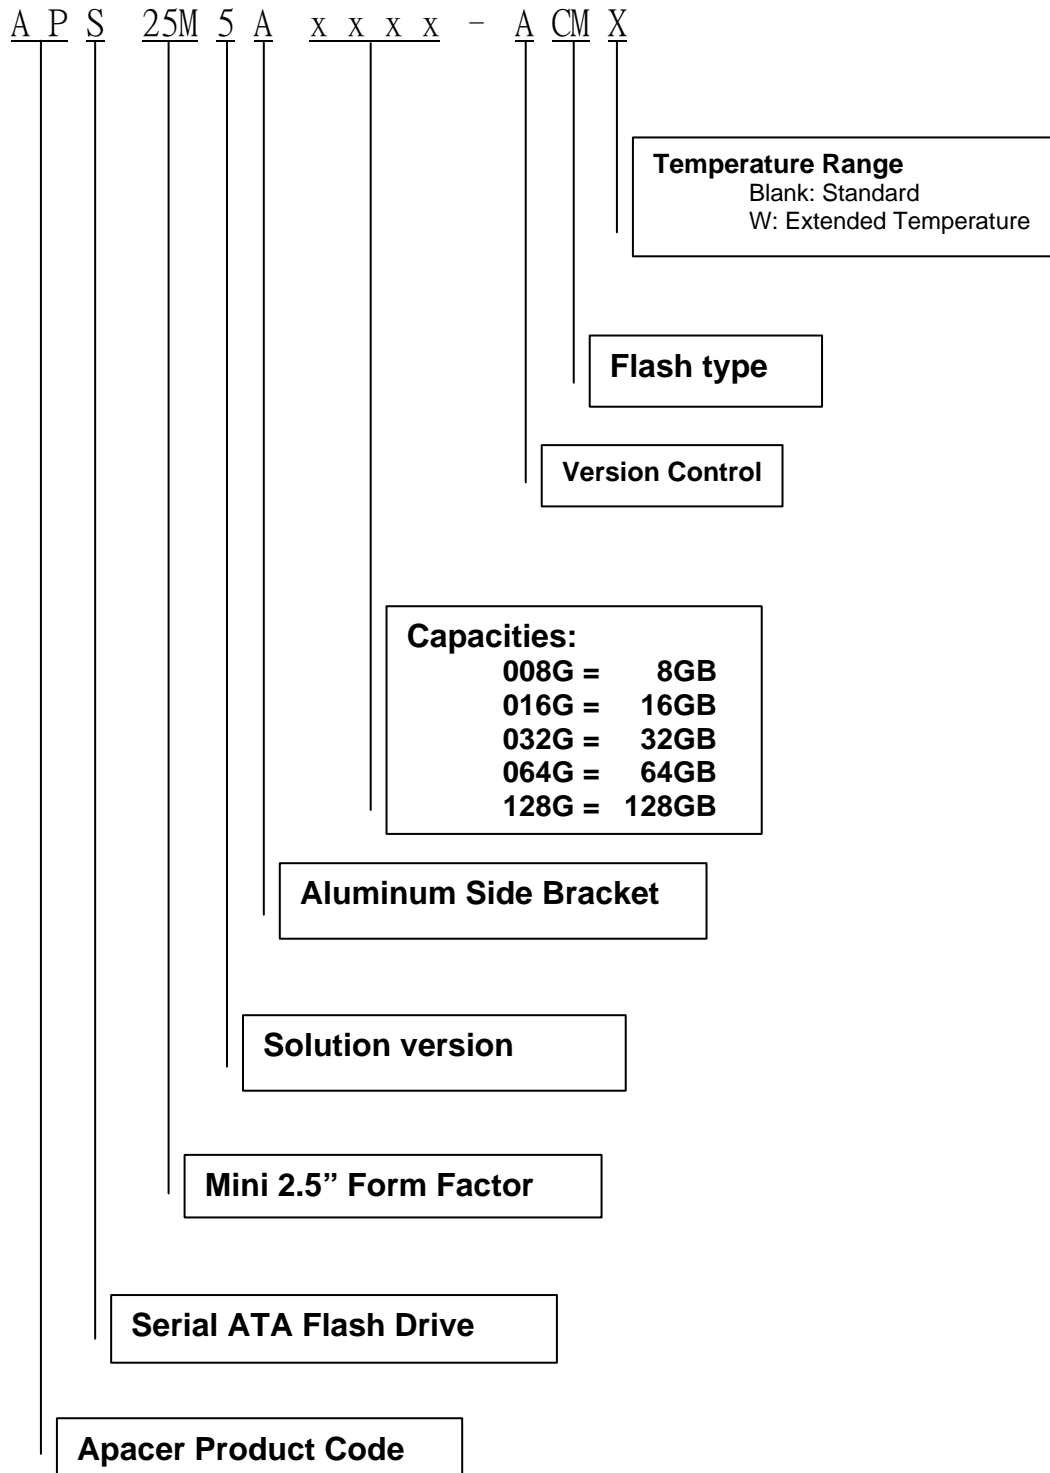 A P S 25M 5 A x x x x - A CM X
Temperature Range
Blank: Standard
W: Extended Temperature
Flash type
Version Control
Capacities:
008G = 8GB
016G = 16GB
032G = 32GB
064G = 64GB
128G = 128GB
Aluminum Side Bracket
Solution version
Mini 2.5” Form Factor
Serial ATA Flash Drive
Apacer Product Code